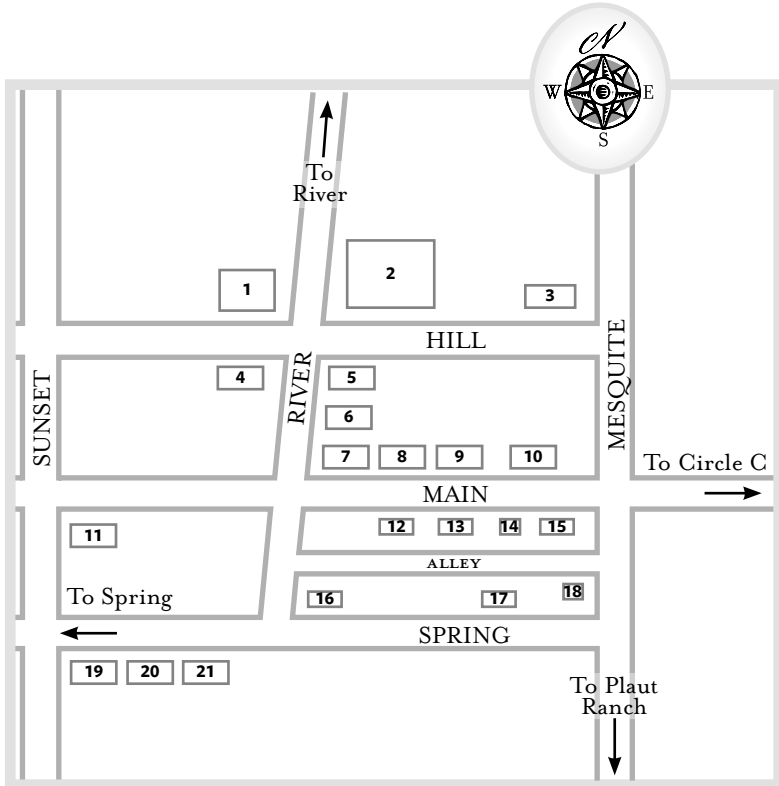 N
W E
S
To
River
1
2
3
HILL
SUNSET
RIVER
MESQUITE
4
5
6
7
8
9
10
To Circle C
MAIN
11
12
13
14
15
ALLEY
To Spring
16
17
18
SPRING
19
20
21
To Plaut
Ranch